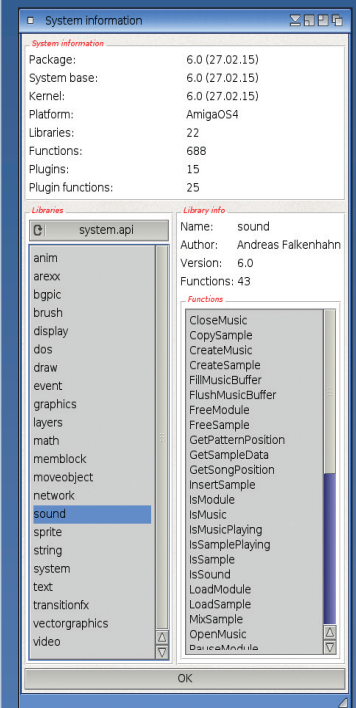 System information
System information
Package: 6.0 (27.02.15)
System base: 6.0 (27.02.15)
Kernel: 6.0 (27.02.15)
Platform: AmigaOS4
Libraries: 22
Functions: 688
Plugins: 15
Plugin functions: 25
Libraries
system.api
anim
arexx
bgpic
brush
display
dos
draw
event
graphics
layers
math
memblock
moveobject
network
sound
sprite
string
system
text
transitionfx
vectorgraphics
video
Library info
Name: sound
Author: Andreas Falkenhahn
Version: 6.0
Functions: 43
Functions
CloseMusic
CopySample
CreateMusic
CreateSample
FillMusicBuffer
FlushMusicBuffer
FreeModule
FreeSample
GetPatternPosition
GetSampleData
GetSongPosition
InsertSample
IsModule
IsMusic
IsMusicPlaying
IsSamplePlaying
IsSample
IsSound
LoadModule
LoadSample
MixSample
OpenMusic
PauseModule
OK